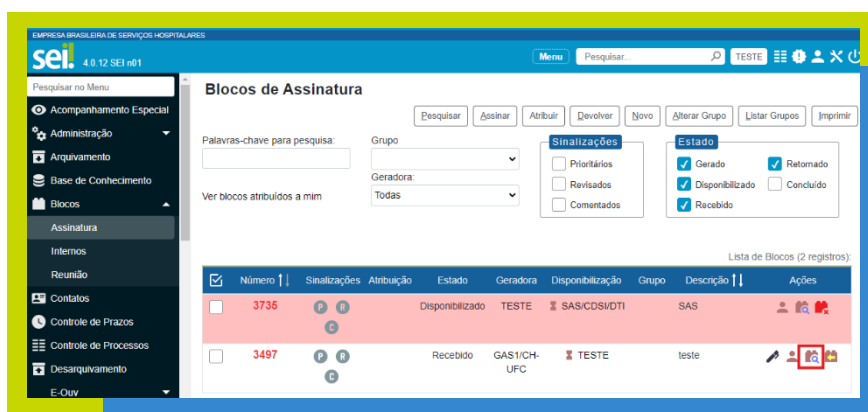 EMPRESA BRASILEIRA DE SERVIÇOS HOSPITALARES
sei! 4.0.12 SEI n01
Menu Pesquisar... TESTE
Pesquisar no Menu
Acompanhamento Especial
Administração
Arquivamento
Base de Conhecimento
Blocos
Assinatura
Internos
Reunião
Contatos
Controle de Prazos
Controle de Processos
Desarquivamento
E-Ouv
Blocos de Assinatura
Pesquisar Assinar Atribuir Devolver Novo Alterar Grupo Listar Grupos Imprimir
Palavras-chave para pesquisa:
Ver blocos atribuídos a mim
Grupo
Geradora:
Todas
Sinalizações
Prioritários
Revisados
Comentados
Estado
Gerado Retornado
Disponibilizado Concluído
Recebido
Lista de Blocos (2 registros):
Número Sinalizações Atribuição Estado Geradora Disponibilização Grupo Descrição Ações
3735 P R Disponibilizado TESTE SAS/CDSI/DTI SAS
C
3497 P R Recebido GAS1/CH- TESTE teste
C UFC